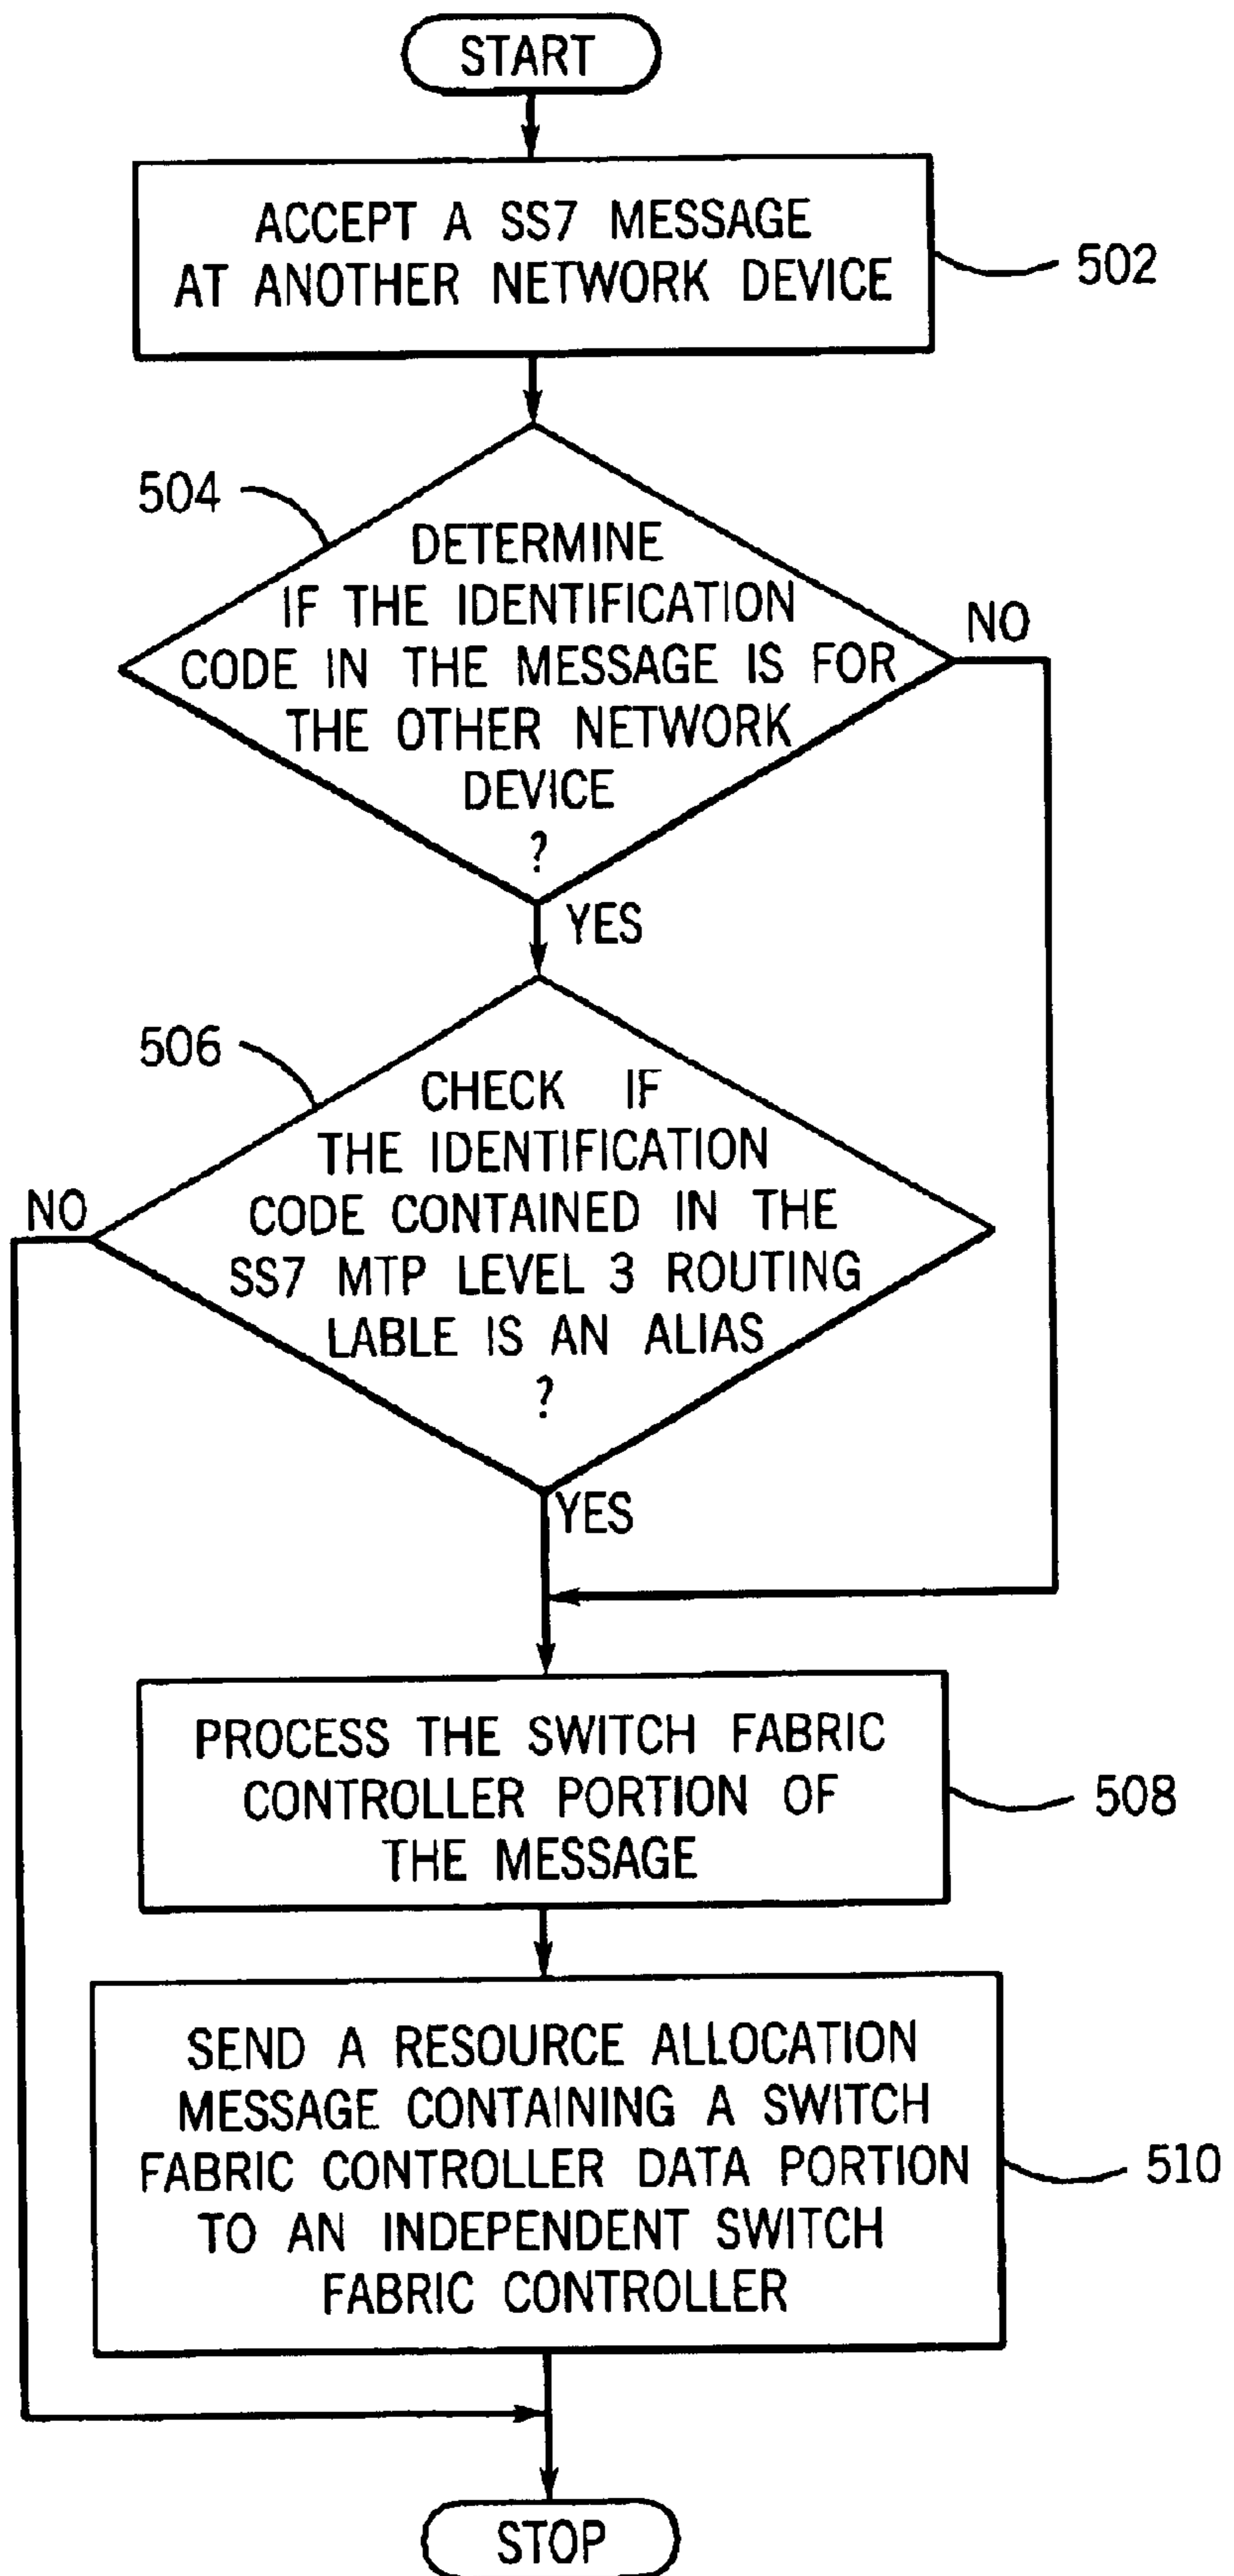 START
ACCEPT A SS7 MESSAGE
AT ANOTHER NETWORK DEVICE
502
504
DETERMINE
IF THE IDENTIFICATION
CODE IN THE MESSAGE IS FOR
THE OTHER NETWORK
DEVICE
?
NO
YES
506
CHECK IF
THE IDENTIFICATION
CODE CONTAINED IN THE
SS7 MTP LEVEL 3 ROUTING
LABLE IS AN ALIAS
?
NO
YES
PROCESS THE SWITCH FABRIC
CONTROLLER PORTION OF
THE MESSAGE
508
SEND A RESOURCE ALLOCATION
MESSAGE CONTAINING A SWITCH
FABRIC CONTROLLER DATA PORTION
TO AN INDEPENDENT SWITCH
FABRIC CONTROLLER
510
STOP